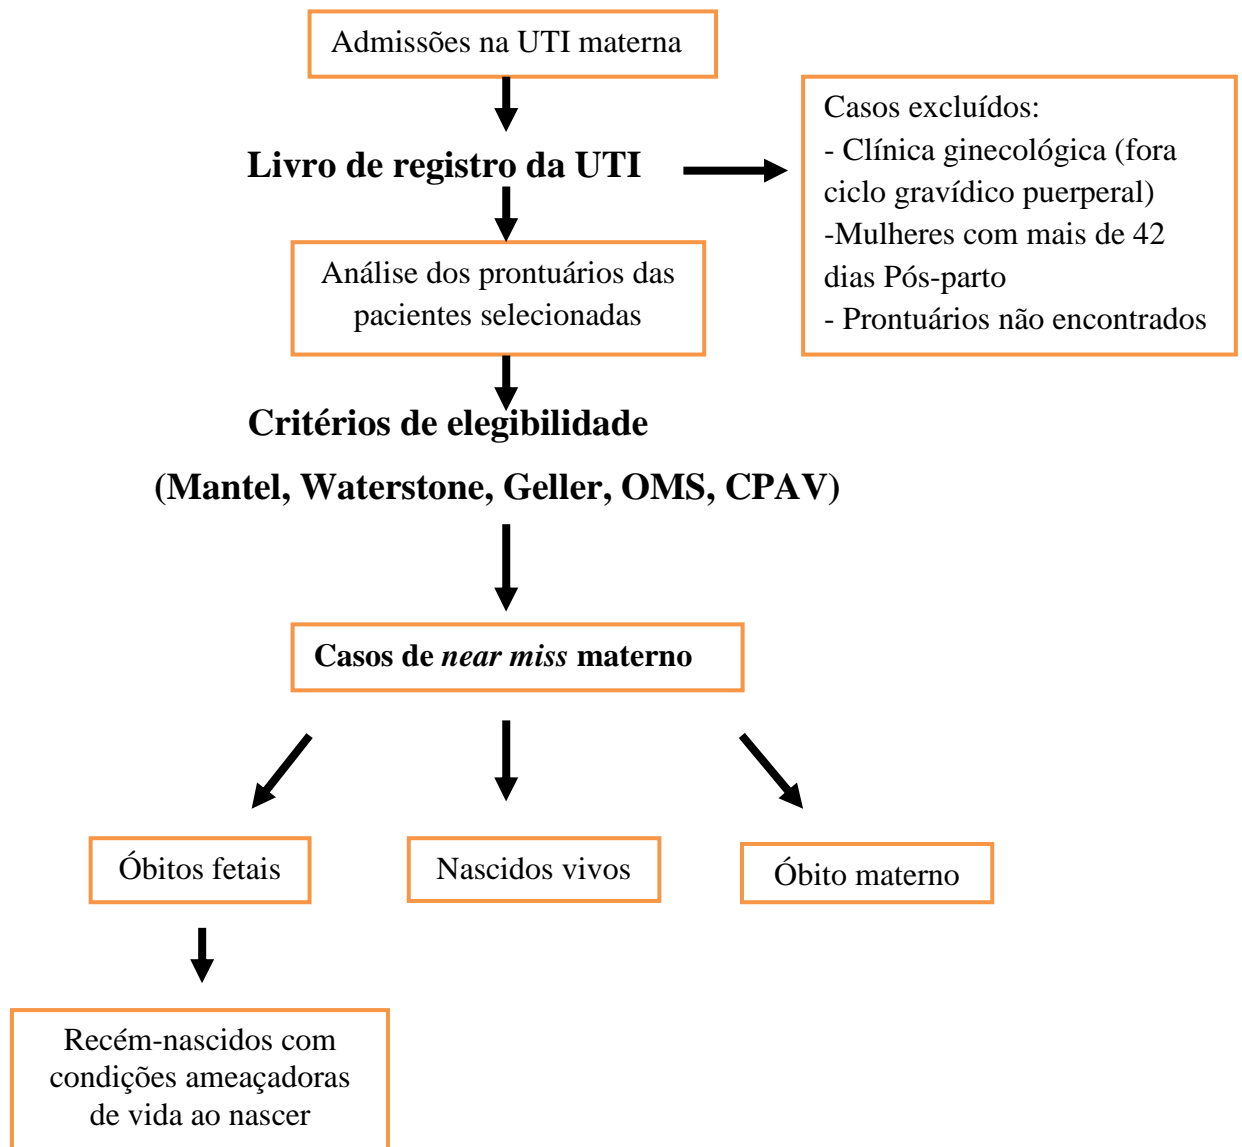 Admissões na UTI materna
Livro de registro da UTI
Casos excluídos:
- Clínica ginecológica (fora
ciclo gravídico puerperal)
-Mulheres com mais de 42
dias Pós-parto
- Prontuários não encontrados
Análise dos prontuários das
pacientes selecionadas
Critérios de elegibilidade
(Mantel, Waterstone, Geller, OMS, CPAV)
Casos de near miss materno
Óbitos fetais
Nascidos vivos
Óbito materno
Recém-nascidos com
condições ameaçadoras
de vida ao nascer